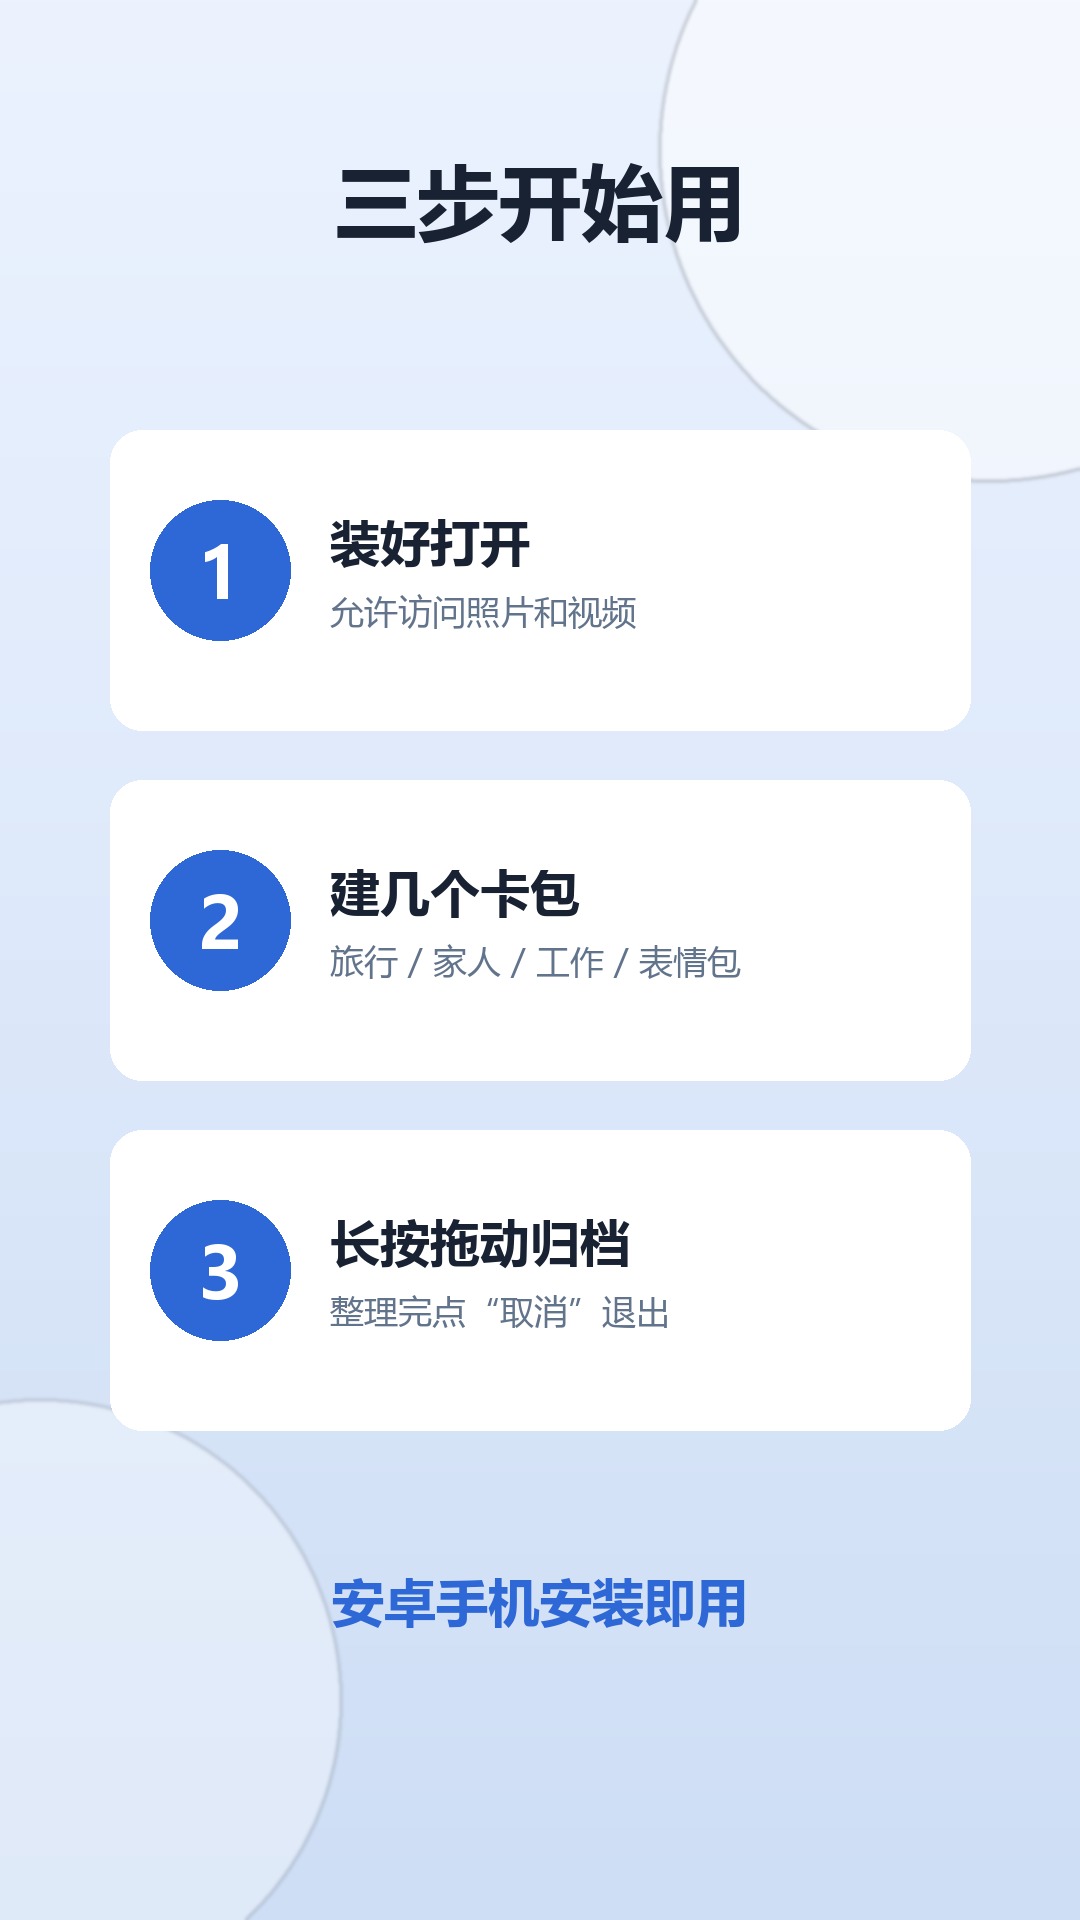 三步开始用
1
装好打开
允许访问照片和视频
2
建几个卡包
旅行 / 家人 / 工作 / 表情包
3
长按拖动归档
整理完点“取消”退出
安卓手机安装即用